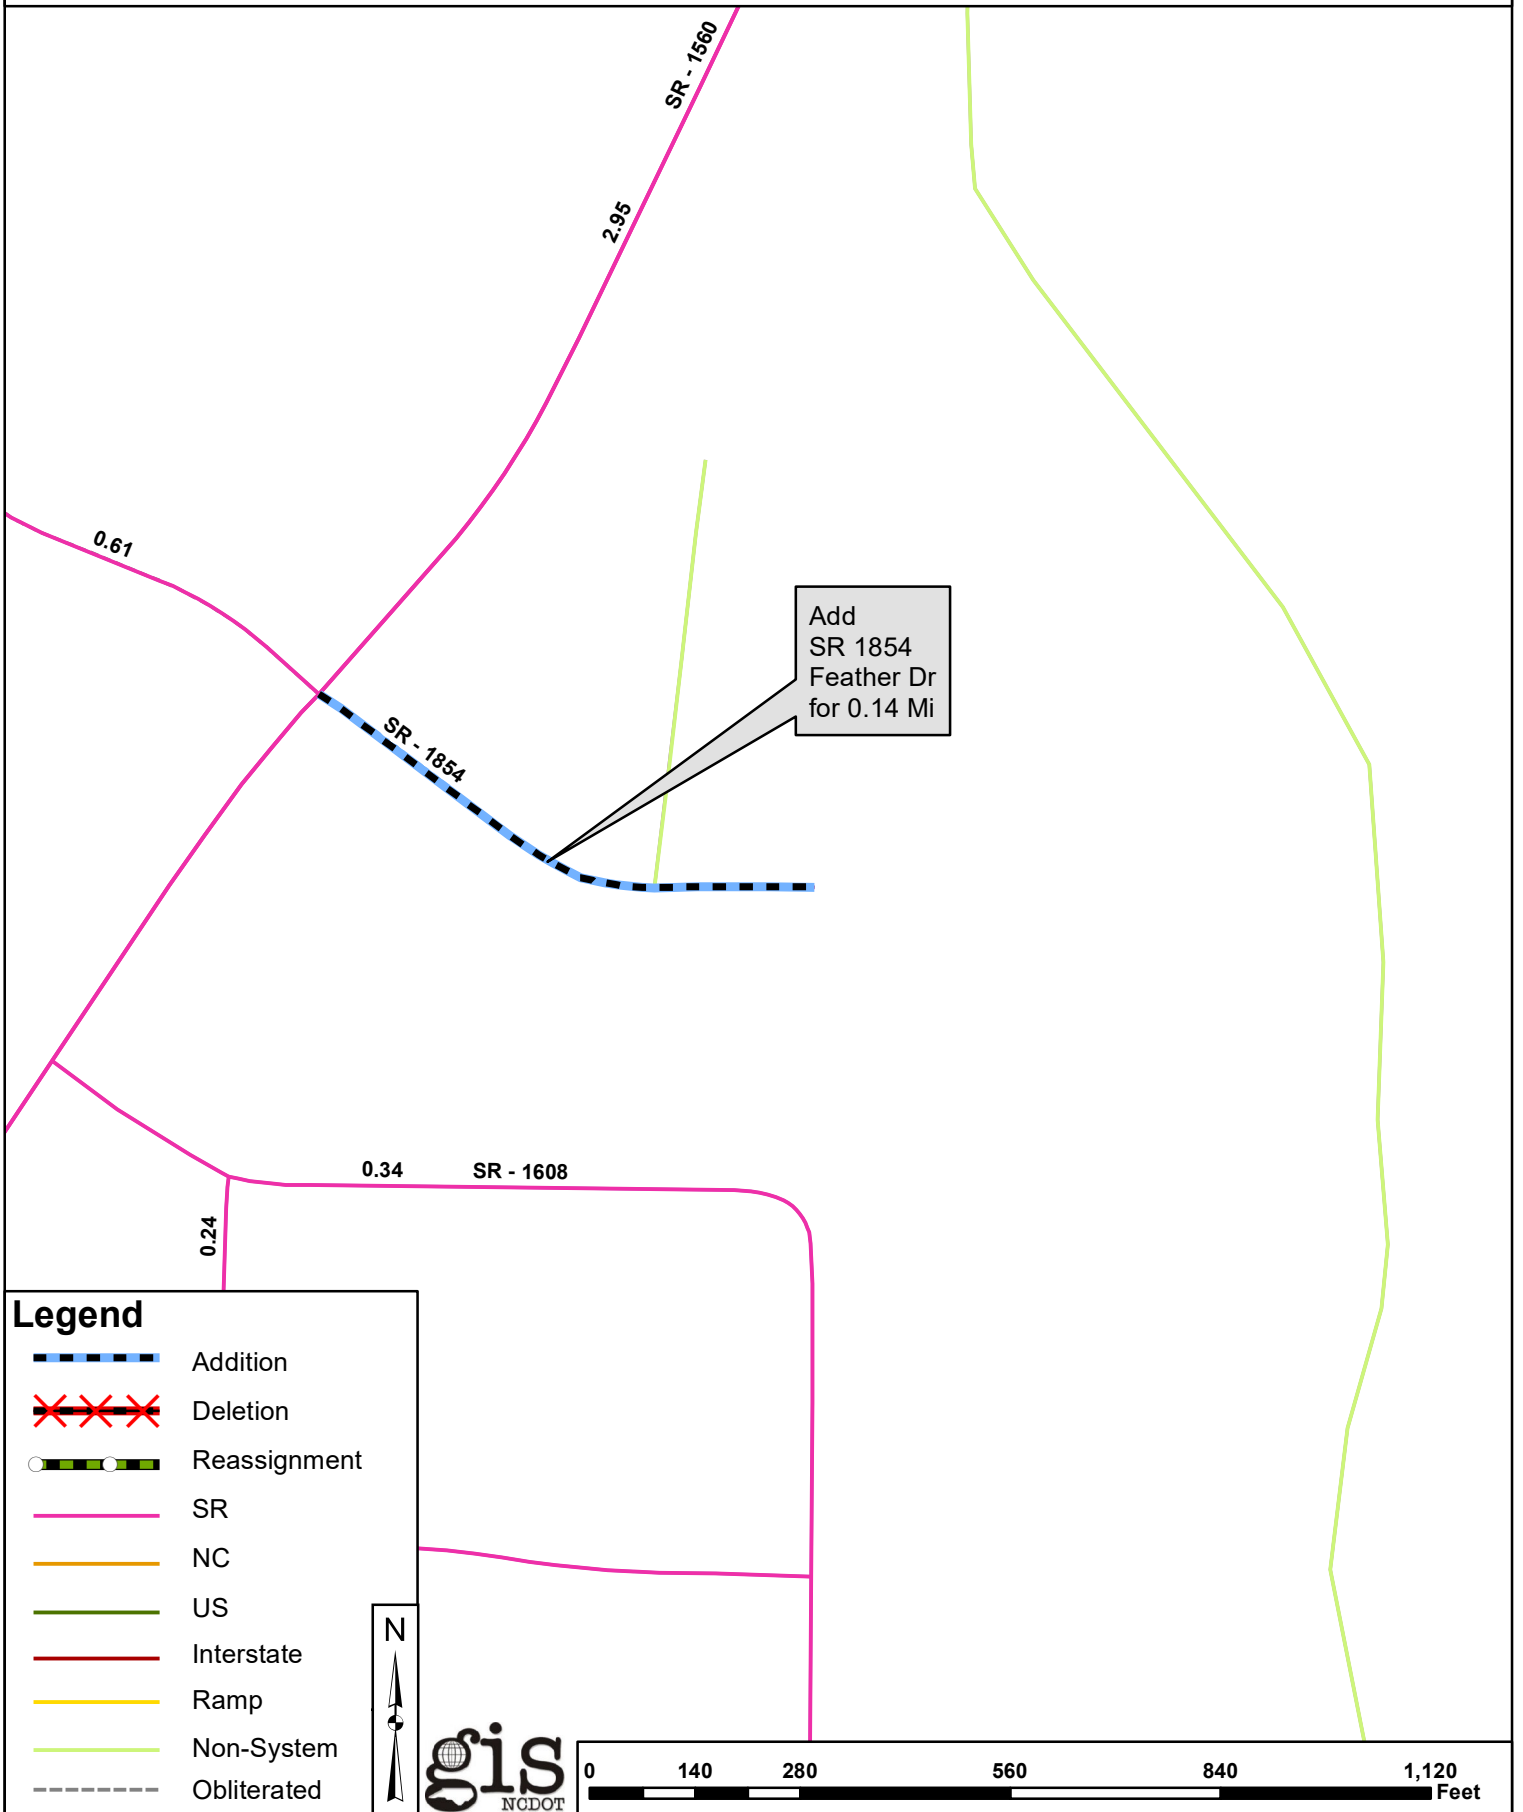 SR - 1560
2.95
0.61
Add
SR 1854
Feather Dr
for 0.14 Mi
SR - 1854
0.34
SR - 1608
0.24
Legend
Addition
Deletion
Reassignment
SR
NC
US
Interstate
Ramp
Non-System
Obliterated
N
gis
NCDOT
0 140 280 560 840 1,120
Feet